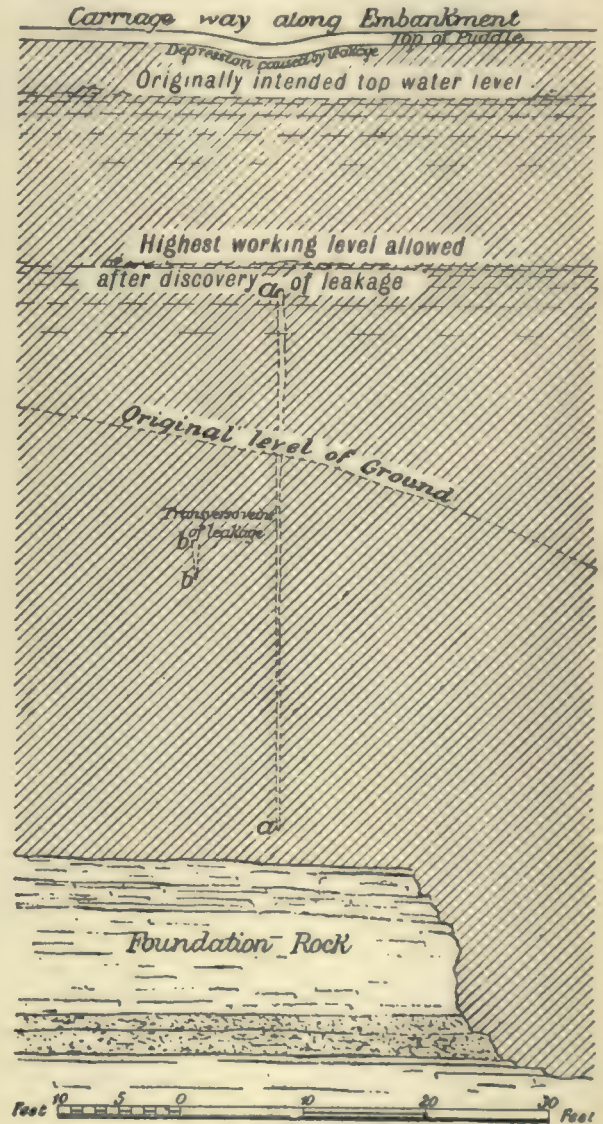 Carriage way along Embankment
Top of Puddle
Depression caused by leakage
Originally intended top water level
Highest working level allowed
after discovery of leakage
a
Original level of Ground
Transverse veins
of leakage
b
b
a
Foundation Rock
Feet 10 5 0 10 20 30 Feet